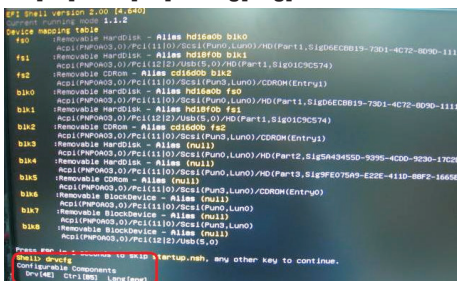 EFI Shell version 2.00 [4.640]
Current running mode 1.1.2
Device mapping table
fs0 :Removable HardDisk - Alias hd16a0b blk0
Acpi(PNP0A03,0)/Pci(11|0)/Scsi(Pun0,Lun0)/HD(Part1,SigD6ECBB19-73D1-4C72-8D9D-1111
fs1 :Removable HardDisk - Alias hd18f0b blk1
Acpi(PNP0A03,0)/Pci(12|2)/Usb(5,0)/HD(Part1,Sig01C9C574)
fs2 :Removable CDRom - Alias cd16d0b blk2
Acpi(PNP0A03,0)/Pci(11|0)/Scsi(Pun3,Lun0)/CDROM(Entry1)
blk0 :Removable HardDisk - Alias hd16a0b fs0
Acpi(PNP0A03,0)/Pci(11|0)/Scsi(Pun0,Lun0)/HD(Part1,SigD6ECBB19-73D1-4C72-8D9D-1111
blk1 :Removable HardDisk - Alias hd18f0b fs1
Acpi(PNP0A03,0)/Pci(12|2)/Usb(5,0)/HD(Part1,Sig01C9C574)
blk2 :Removable CDRom - Alias cd16d0b fs2
Acpi(PNP0A03,0)/Pci(11|0)/Scsi(Pun3,Lun0)/CDROM(Entry1)
blk3 :Removable HardDisk - Alias (null)
Acpi(PNP0A03,0)/Pci(11|0)/Scsi(Pun0,Lun0)/HD(Part2,Sig5A43455D-9395-4CDD-9230-17C2
blk4 :Removable HardDisk - Alias (null)
Acpi(PNP0A03,0)/Pci(11|0)/Scsi(Pun0,Lun0)/HD(Part3,Sig9FE075A9-E22E-411D-8BF2-1665
blk5 :Removable CDRom - Alias (null)
Acpi(PNP0A03,0)/Pci(11|0)/Scsi(Pun3,Lun0)/CDROM(Entry0)
blk6 :Removable BlockDevice - Alias (null)
Acpi(PNP0A03,0)/Pci(11|0)/Scsi(Pun0,Lun0)
blk7 :Removable BlockDevice - Alias (null)
Acpi(PNP0A03,0)/Pci(11|0)/Scsi(Pun3,Lun0)
blk8 :Removable BlockDevice - Alias (null)
Acpi(PNP0A03,0)/Pci(12|2)/Usb(5,0)
Press ESC in seconds to skip startup.nsh, any other key to continue.
Shell> drvcfg
Configurable Components
Drv[4E] Ctrl[85] Lang[eng]